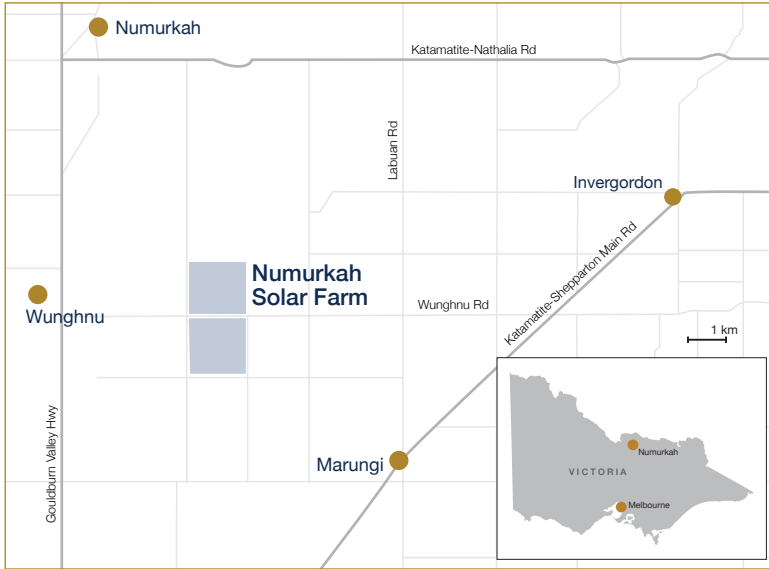 Numurkah
Katamatite-Nathalia Rd
Labuan Rd
Invergordon
Katamatite-Shepparton Main Rd
Numurkah
Solar Farm
Wunghnu Rd
Wunghnu
1 km
Gouldburn Valley Hwy
Marungi
Numurkah
VICTORIA
Melbourne